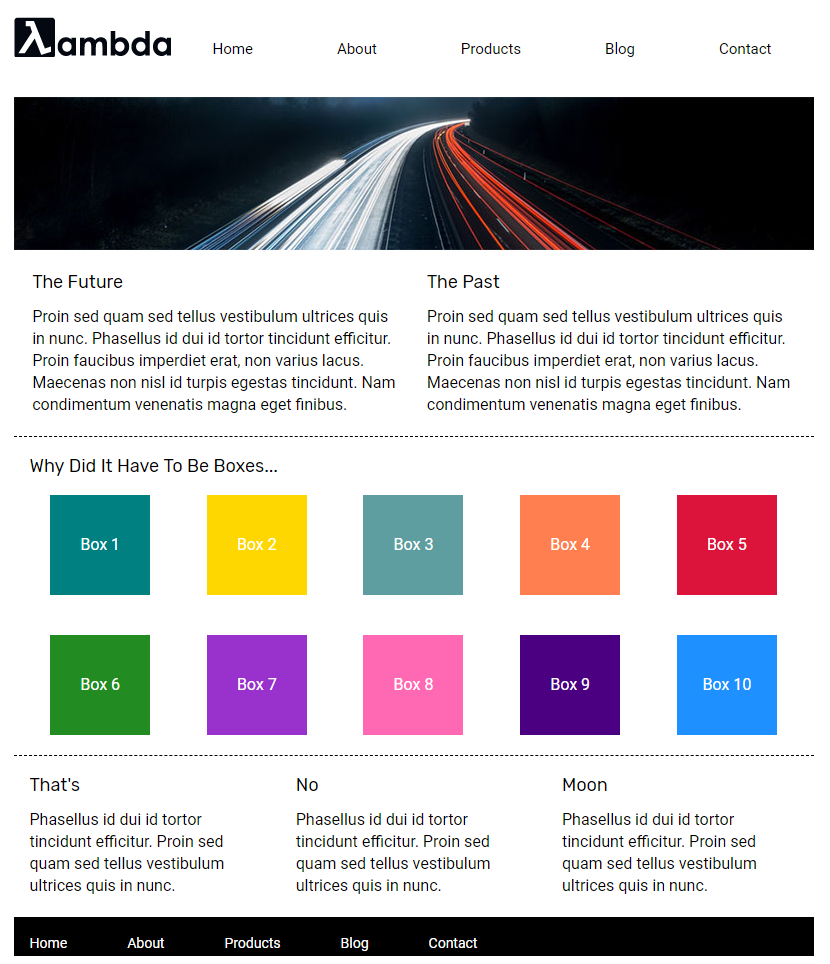 λambda
Home About Products Blog Contact
The Future
Proin sed quam sed tellus vestibulum ultrices quis
in nunc. Phasellus id dui id tortor tincidunt efficitur.
Proin faucibus imperdiet erat, non varius lacus.
Maecenas non nisl id turpis egestas tincidunt. Nam
condimentum venenatis magna eget finibus.
The Past
Proin sed quam sed tellus vestibulum ultrices quis
in nunc. Phasellus id dui id tortor tincidunt efficitur.
Proin faucibus imperdiet erat, non varius lacus.
Maecenas non nisl id turpis egestas tincidunt. Nam
condimentum venenatis magna eget finibus.
Why Did It Have To Be Boxes...
Box 1 Box 2 Box 3 Box 4 Box 5
Box 6 Box 7 Box 8 Box 9 Box 10
That's
Phasellus id dui id tortor
tincidunt efficitur. Proin sed
quam sed tellus vestibulum
ultrices quis in nunc.
No
Phasellus id dui id tortor
tincidunt efficitur. Proin sed
quam sed tellus vestibulum
ultrices quis in nunc.
Moon
Phasellus id dui id tortor
tincidunt efficitur. Proin sed
quam sed tellus vestibulum
ultrices quis in nunc.
Home About Products Blog Contact